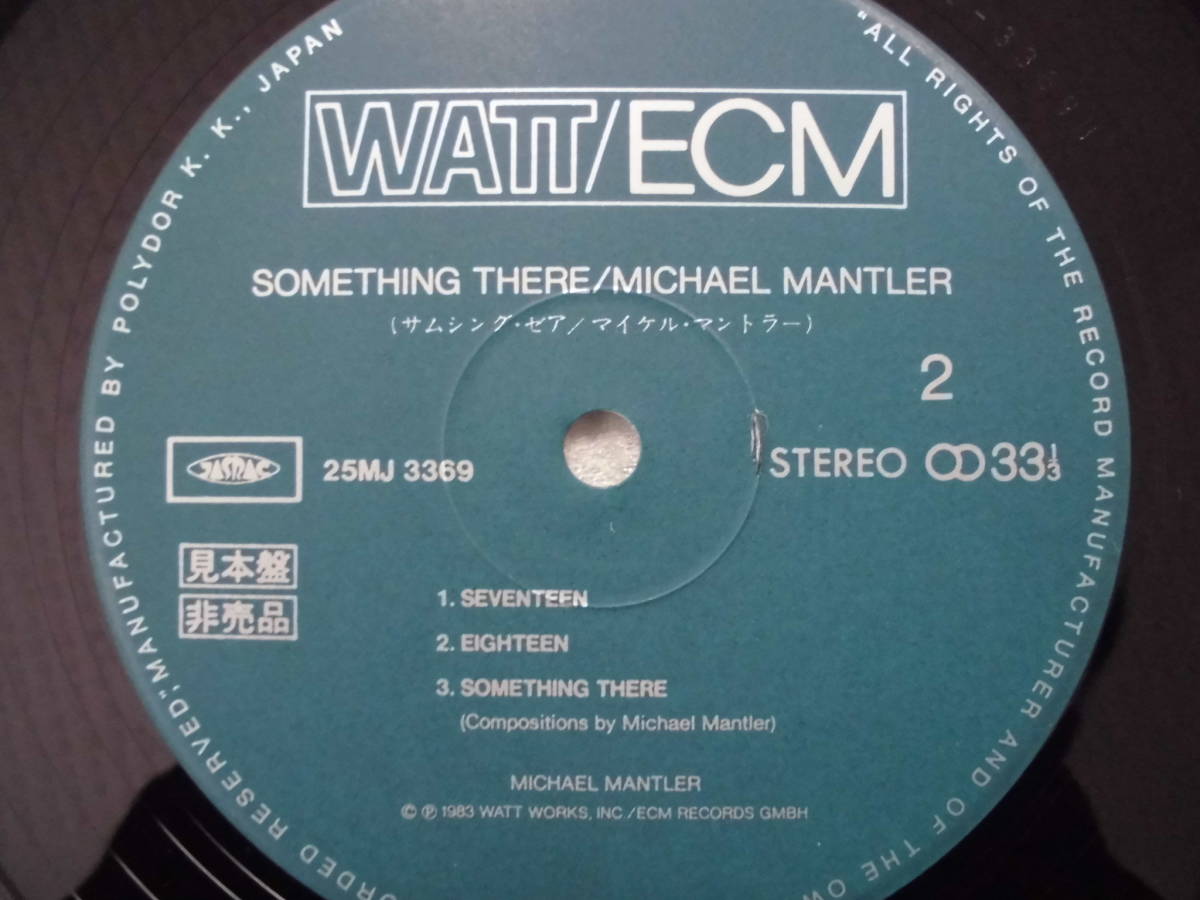 WATT/ECM
SOMETHING THERE/MICHAEL MANTLER
(サムシング・ゼア/マイケル・マントラー)
2
JASRAC
25MJ 3369
STEREO ↀ 33⅓
見本盤
非売品
1. SEVENTEEN
2. EIGHTEEN
3. SOMETHING THERE
(Compositions by Michael Mantler)
MICHAEL MANTLER
© ℗ 1983 WATT WORKS, INC./ECM RECORDS GMBH
RESERVED," MANUFACTURED BY POLYDOR K. K., JAPAN
"ALL RIGHTS OF THE RECORD MANUFACTURER AND OF THE